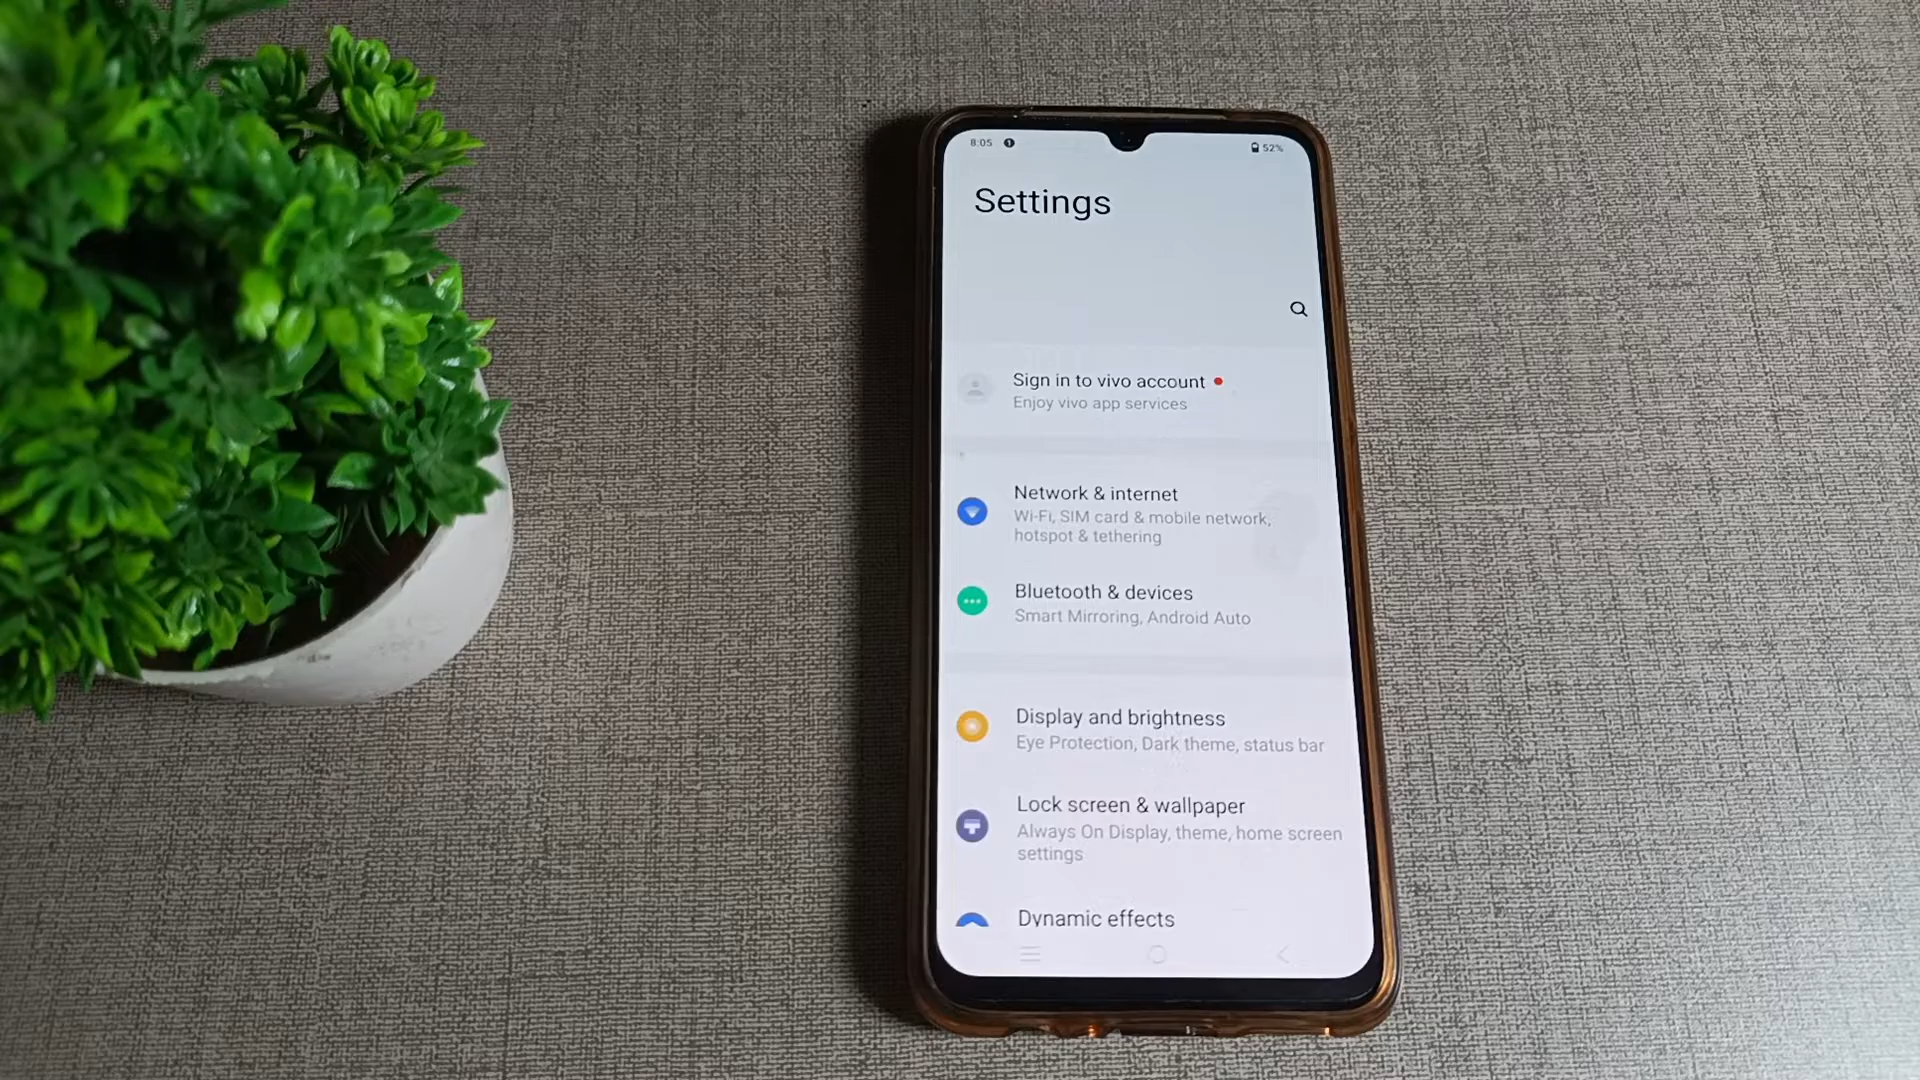 8:05
52%
Settings
Sign in to vivo account
Enjoy vivo app services
Network & internet
Wi-Fi, SIM card & mobile network,
hotspot & tethering
Bluetooth & devices
Smart Mirroring, Android Auto
Display and brightness
Eye Protection, Dark theme, status bar
Lock screen & wallpaper
Always On Display, theme, home screen
settings
Dynamic effects